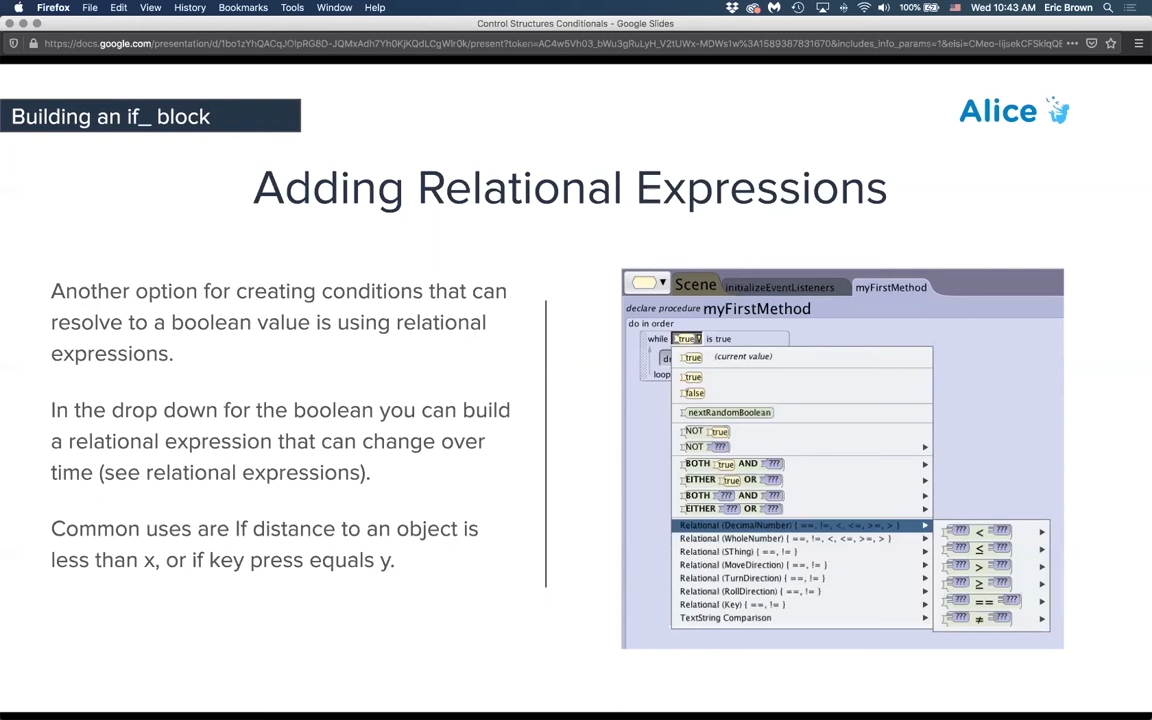 Firefox File Edit View History Bookmarks Tools Window Help 100% Wed 10:43 AM Eric Brown
Control Structures Conditionals - Google Slides
Building an if_ block
Alice
Adding Relational Expressions
Another option for creating conditions that can
resolve to a boolean value is using relational
expressions.
In the drop down for the boolean you can build
a relational expression that can change over
time (see relational expressions).
Common uses are If distance to an object is
less than x, or if key press equals y.
Scene initializeEventListeners myFirstMethod
declare procedure myFirstMethod
do in order
while true is true
true (current value)
loop
true
false
nextRandomBoolean
NOT true
NOT ???
BOTH true AND ???
EITHER true OR ???
BOTH ??? AND ???
EITHER ??? OR ???
Relational (DecimalNumber) { ==, !=, <, <=, >=, > }
Relational (WholeNumber) { ==, !=, <, <=, >=, > }
Relational (SThing) { ==, != }
Relational (MoveDirection) { ==, != }
Relational (TurnDirection) { ==, != }
Relational (RollDirection) { ==, != }
Relational (Key) { ==, != }
TextString Comparison
??? < ???
??? ≤ ???
??? > ???
??? ≥ ???
??? == ???
??? ≠ ???